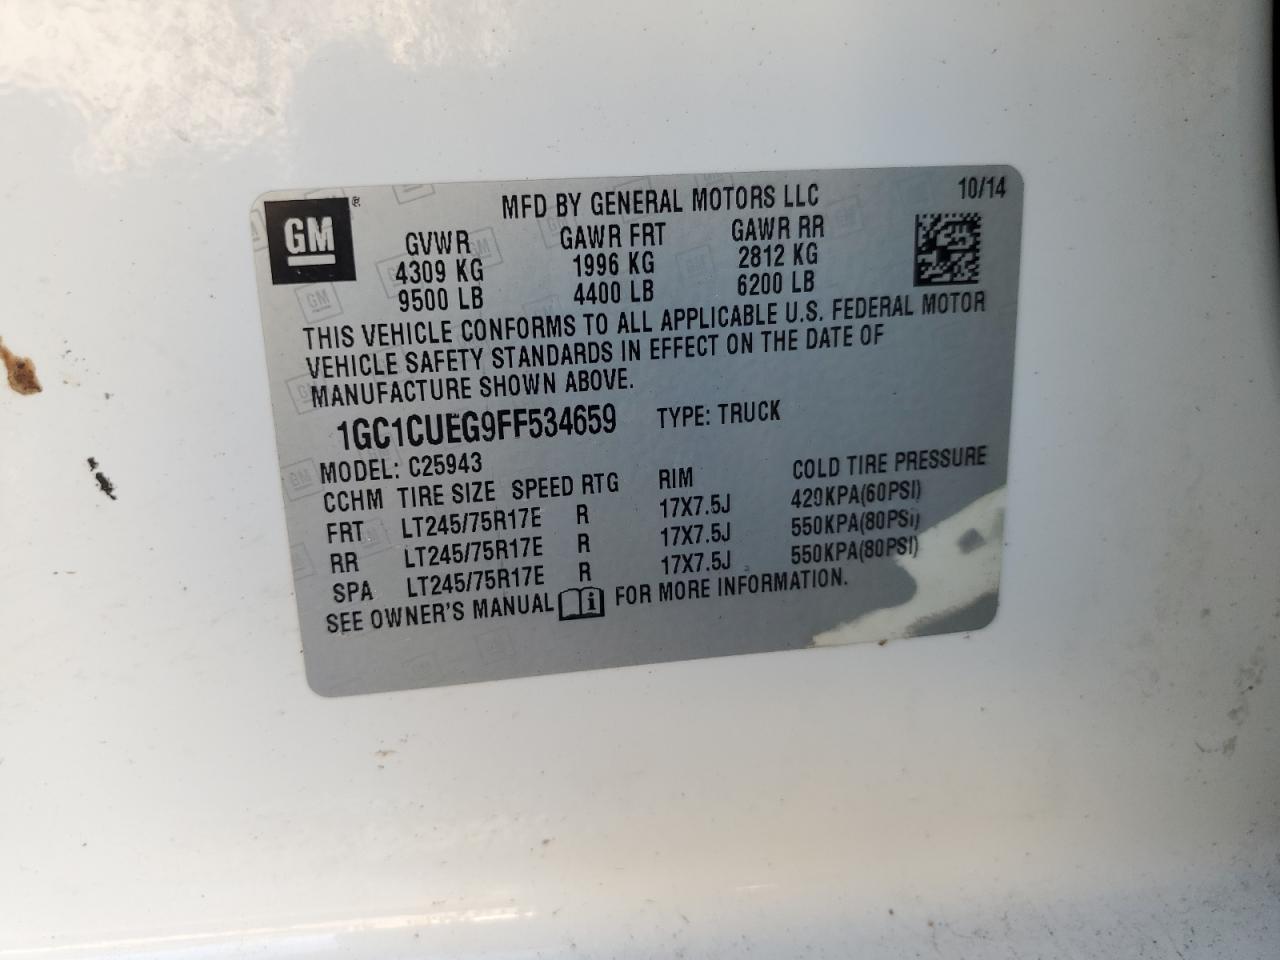 GM ®
MFD BY GENERAL MOTORS LLC 10/14
GVWR GAWR FRT GAWR RR
4309 KG 1996 KG 2812 KG
9500 LB 4400 LB 6200 LB
THIS VEHICLE CONFORMS TO ALL APPLICABLE U.S. FEDERAL MOTOR
VEHICLE SAFETY STANDARDS IN EFFECT ON THE DATE OF
MANUFACTURE SHOWN ABOVE.
1GC1CUEG9FF534659 TYPE: TRUCK
MODEL: C25943
CCHM TIRE SIZE SPEED RTG RIM COLD TIRE PRESSURE
FRT LT245/75R17E R 17X7.5J 420KPA(60PSI)
RR LT245/75R17E R 17X7.5J 550KPA(80PSI)
SPA LT245/75R17E R 17X7.5J 550KPA(80PSI)
SEE OWNER'S MANUAL i FOR MORE INFORMATION.